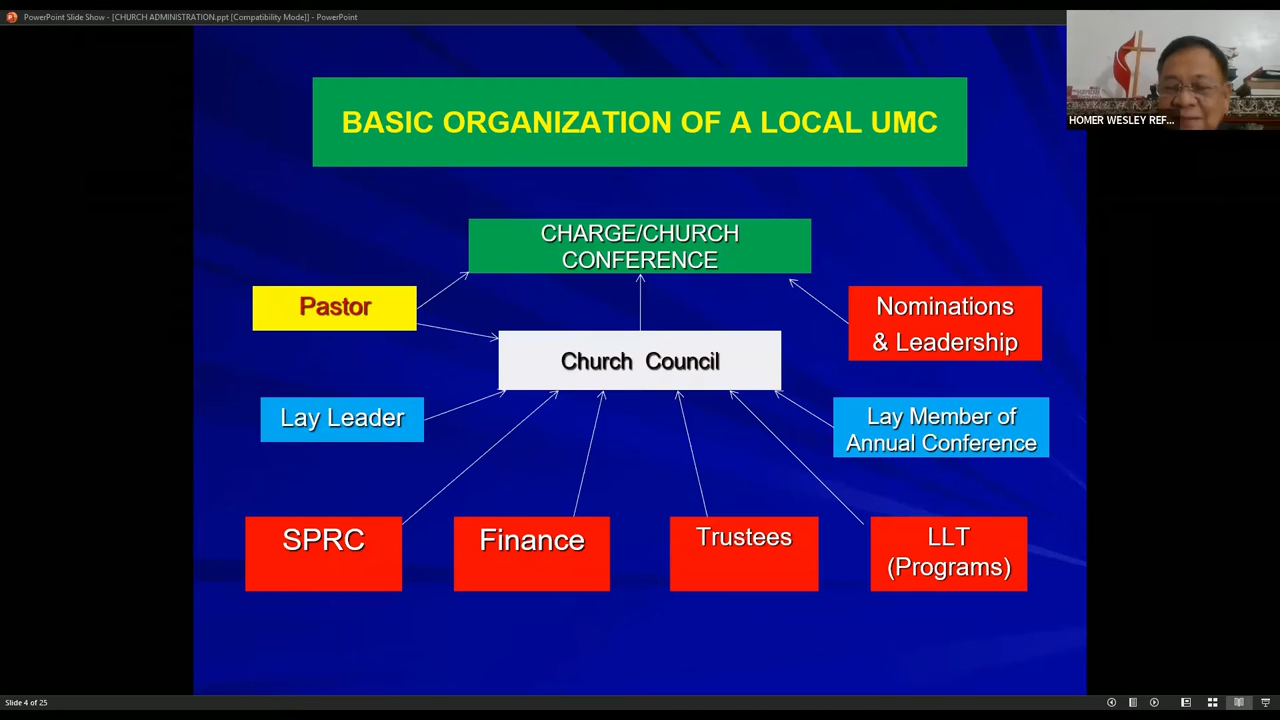 PowerPoint Slide Show - [CHURCH ADMINISTRATION.ppt [Compatibility Mode]] - PowerPoint
HOMER WESLEY REF...
BASIC ORGANIZATION OF A LOCAL UMC
CHARGE/CHURCH
CONFERENCE
Pastor
Nominations
& Leadership
Church Council
Lay Leader
Lay Member of
Annual Conference
SPRC
Finance
Trustees
LLT
(Programs)
Slide 4 of 25